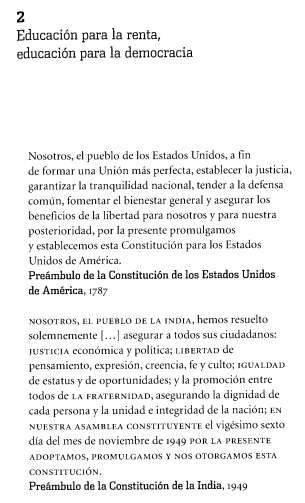 2
Educación para la renta,
educación para la democracia
Nosotros, el pueblo de los Estados Unidos, a fin
de formar una Unión más perfecta, establecer la justicia,
garantizar la tranquilidad nacional, tender a la defensa
común, fomentar el bienestar general y asegurar los
beneficios de la libertad para nosotros y para nuestra
posterioridad, por la presente promulgamos
y establecemos esta Constitución para los Estados
Unidos de América.
Preámbulo de la Constitución de los Estados Unidos
de América, 1787
NOSOTROS, EL PUEBLO DE LA INDIA, hemos resuelto
solemnemente [...] asegurar a todos sus ciudadanos:
JUSTICIA económica y política; LIBERTAD de
pensamiento, expresión, creencia, fe y culto; IGUALDAD
de estatus y de oportunidades; y la promoción entre
todos de LA FRATERNIDAD, asegurando la dignidad de
cada persona y la unidad e integridad de la nación; EN
NUESTRA ASAMBLEA CONSTITUYENTE el vigésimo sexto
día del mes de noviembre de 1949 POR LA PRESENTE
ADOPTAMOS, PROMULGAMOS Y NOS OTORGAMOS ESTA
CONSTITUCIÓN.
Preámbulo de la Constitución de la India, 1949